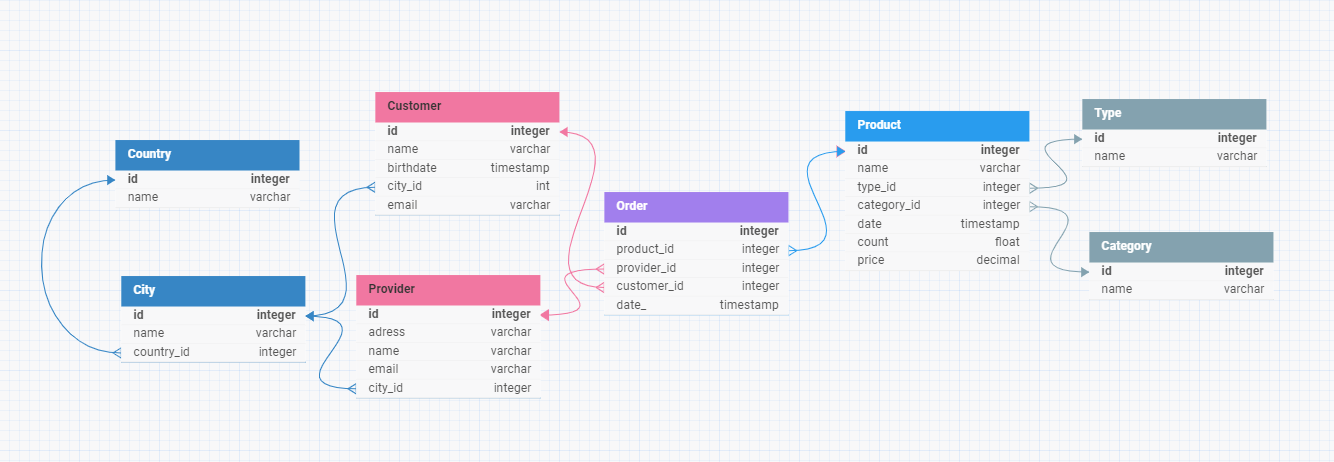 Country
id integer
name varchar
City
id integer
name varchar
country_id integer
Customer
id integer
name varchar
birthdate timestamp
city_id int
email varchar
Provider
id integer
adress varchar
name varchar
email varchar
city_id integer
Order
id integer
product_id integer
provider_id integer
customer_id integer
date_ timestamp
Product
id integer
name varchar
type_id integer
category_id integer
date timestamp
count float
price decimal
Type
id integer
name varchar
Category
id integer
name varchar